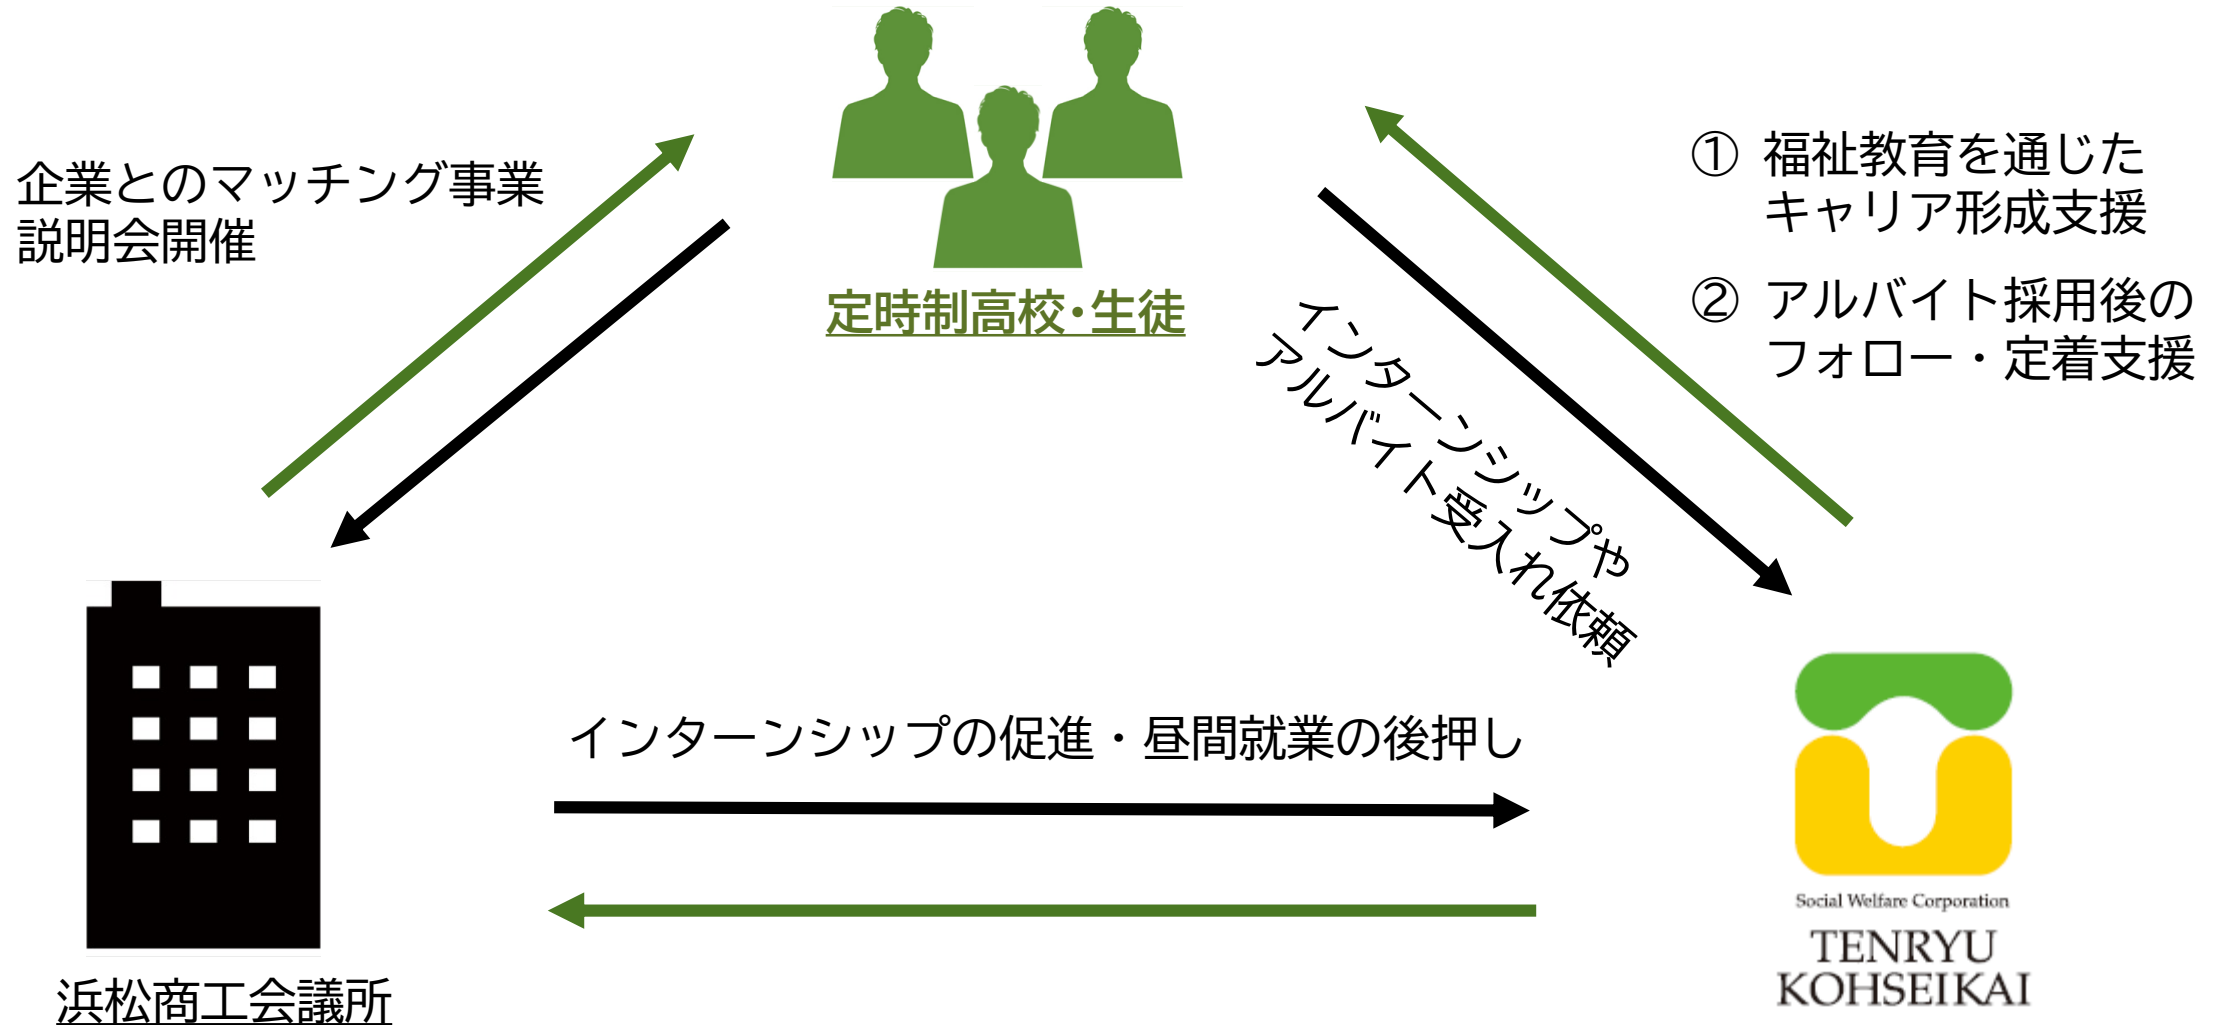 企業とのマッチング事業
説明会開催
定時制高校・生徒
① 福祉教育を通じた
キャリア形成支援
② アルバイト採用後の
フォロー・定着支援
インターンシップや
アルバイト受入れ依頼
インターンシップの促進・昼間就業の後押し
浜松商工会議所
Social Welfare Corporation
TENRYU
KOHSEIKAI